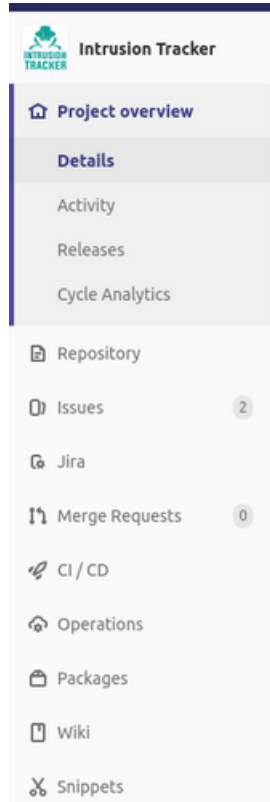 INTRUSION
TRACKER
Intrusion Tracker
Project overview
Details
Activity
Releases
Cycle Analytics
Repository
Issues 2
Jira
Merge Requests 0
CI / CD
Operations
Packages
Wiki
Snippets